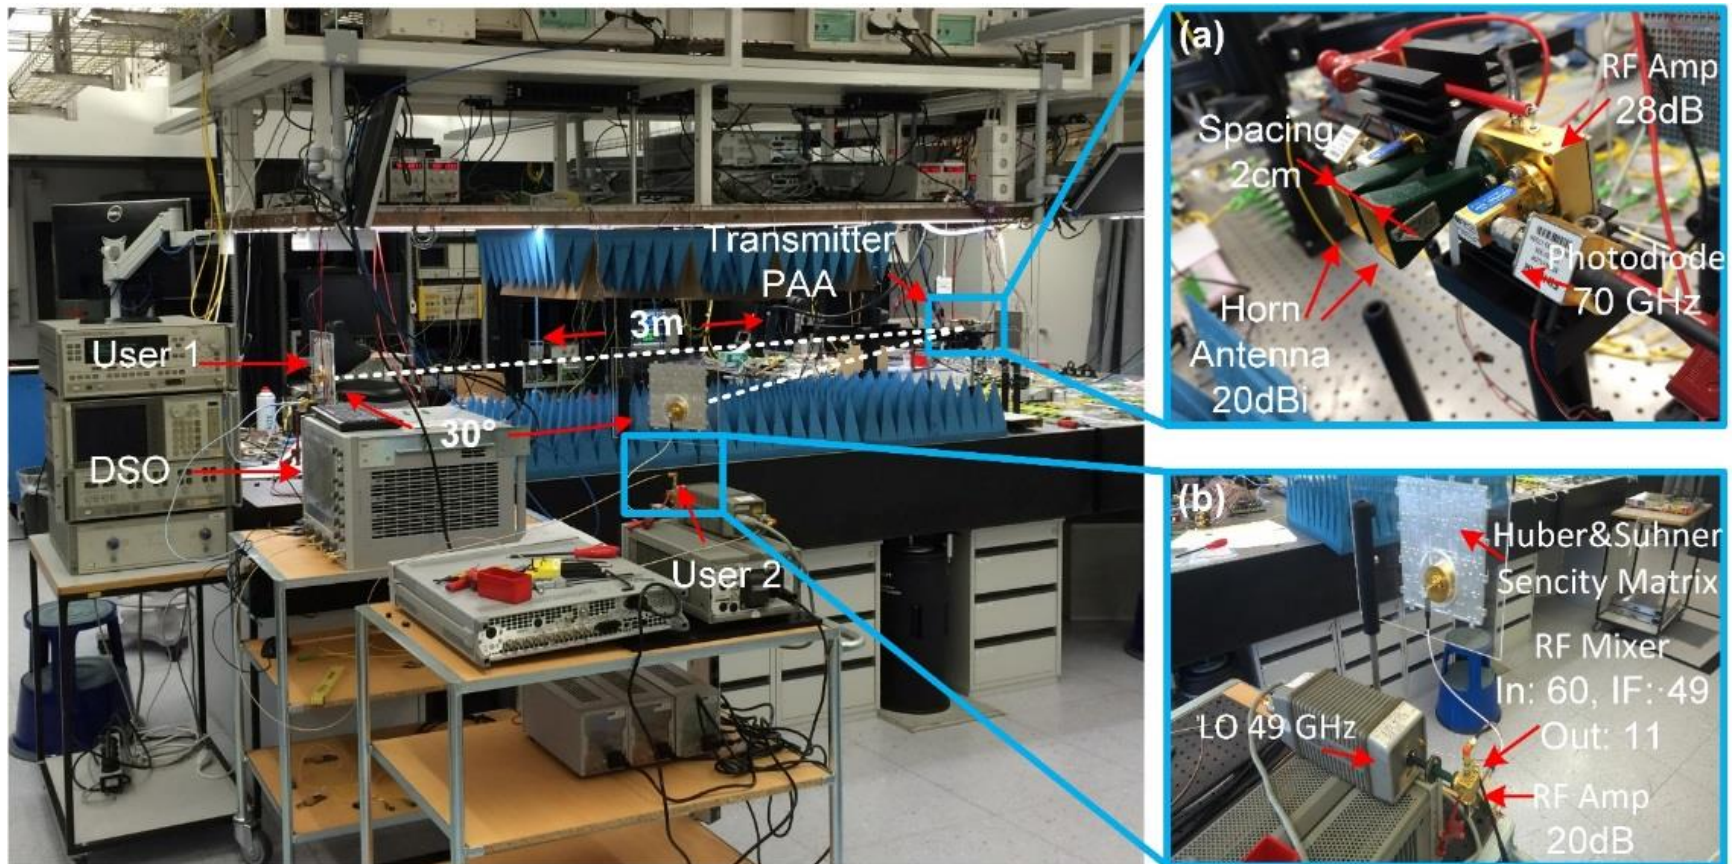 Transmitter
PAA
3m
User 1
30°
DSO
User 2
DELL
(a)
RF Amp
28dB
Spacing
2cm
Photodiode
70 GHz
Horn
Antenna
20dBi
(b)
Huber&Suhner
Sencity Matrix
RF Mixer
In: 60, IF: 49
Out: 11
LO 49 GHz
RF Amp
20dB